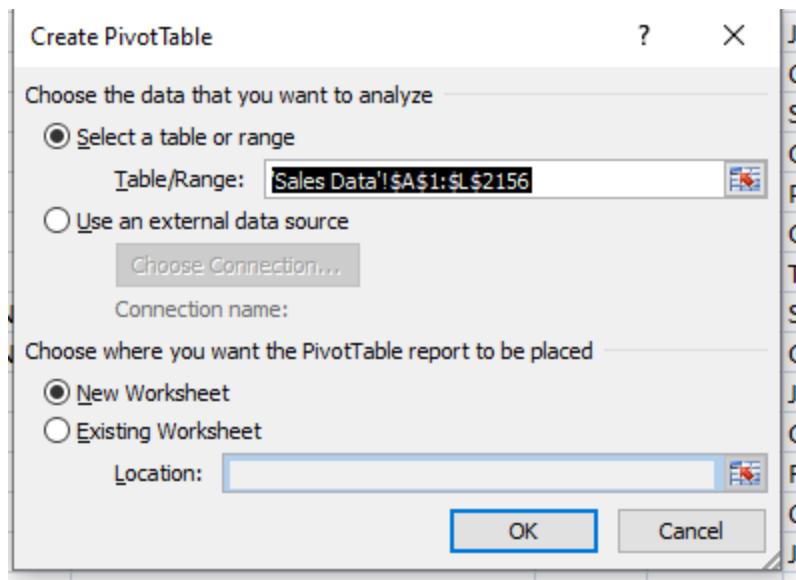 Create PivotTable ?
Choose the data that you want to analyze
Select a table or range
Table/Range: 'Sales Data'!$A$1:$L$2156
Use an external data source
Choose Connection...
Connection name:
Choose where you want the PivotTable report to be placed
New Worksheet
Existing Worksheet
Location:
OK Cancel